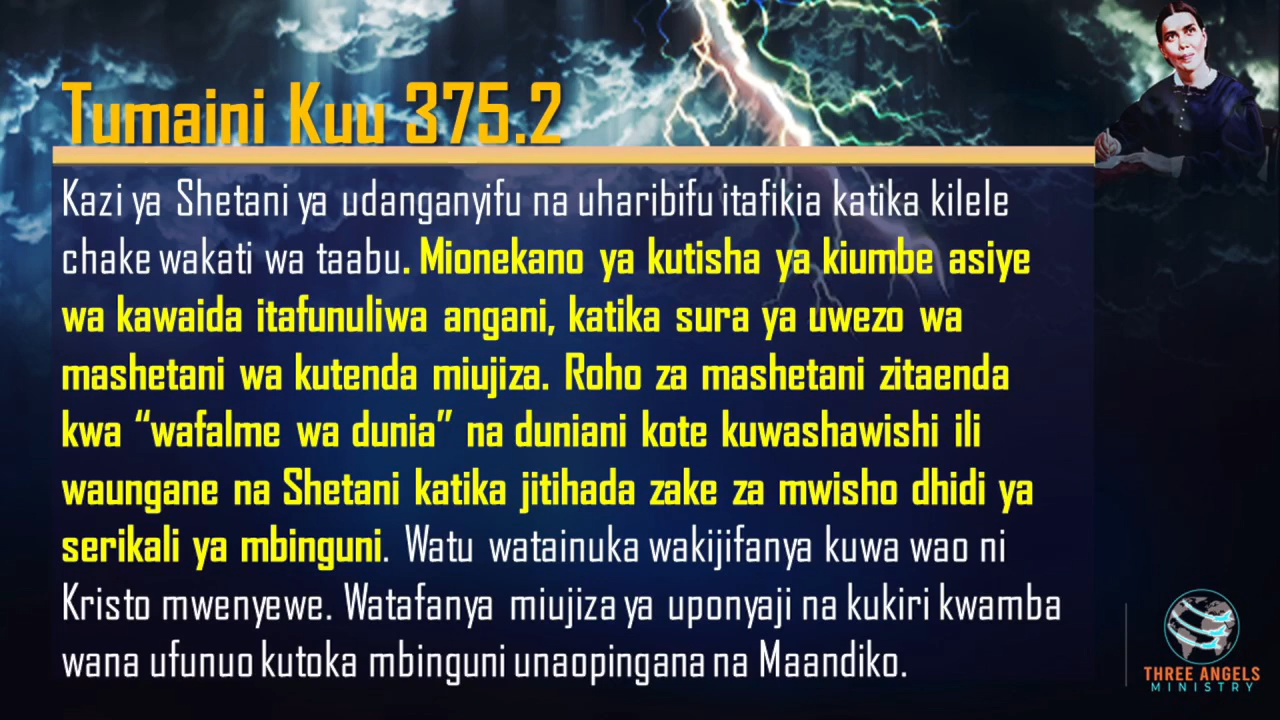 Tumaini Kuu 375.2
Kazi ya Shetani ya udanganyifu na uharibifu itafikia katika kilele
chake wakati wa taabu. Mionekano ya kutisha ya kiumbe asiye
wa kawaida itafunuliwa angani, katika sura ya uwezo wa
mashetani wa kutenda miujiza. Roho za mashetani zitaenda
kwa “wafalme wa dunia” na duniani kote kuwashawishi ili
waungane na Shetani katika jitihada zake za mwisho dhidi ya
serikali ya mbinguni. Watu watainuka wakijifanya kuwa wao ni
Kristo mwenyewe. Watafanya miujiza ya uponyaji na kukiri kwamba
wana ufunuo kutoka mbinguni unaopingana na Maandiko.
THREE ANGELS
MINISTRY